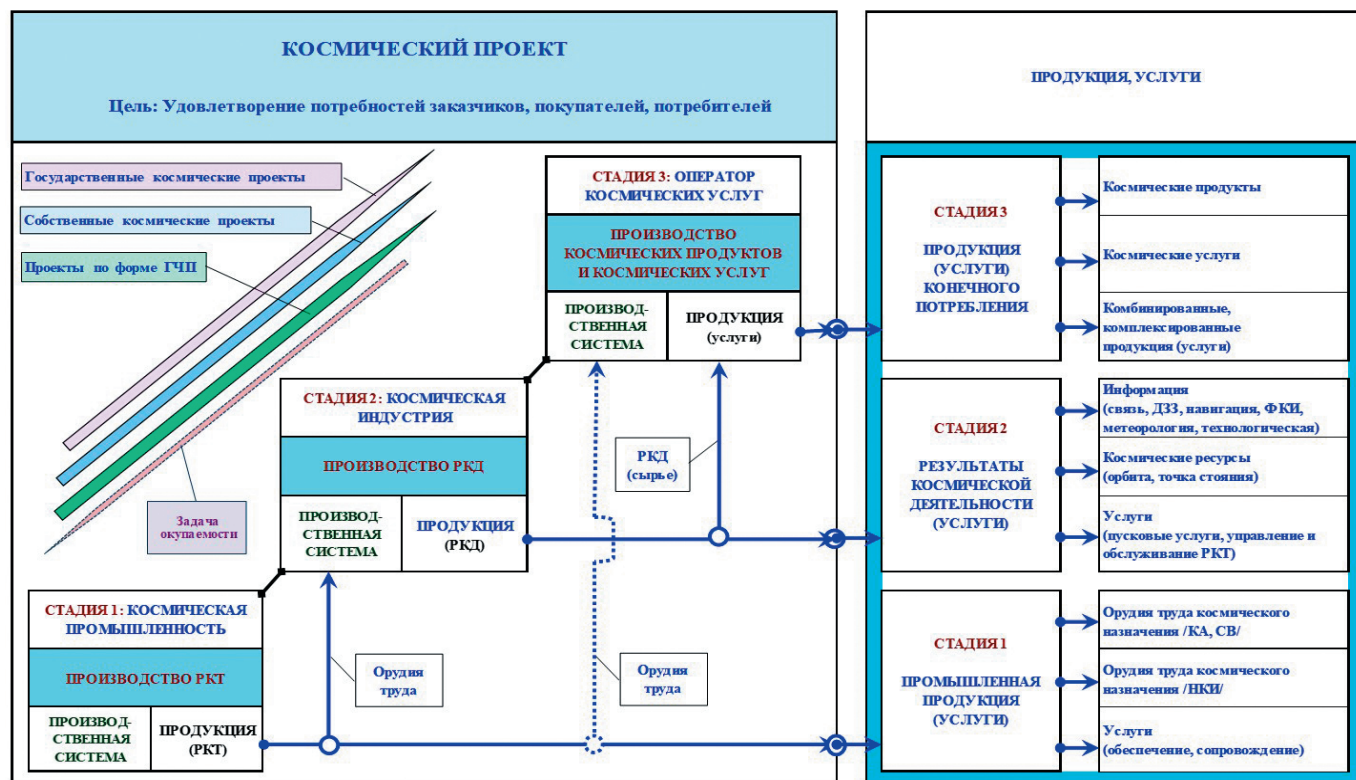 КОСМИЧЕСКИЙ ПРОЕКТ
Цель: Удовлетворение потребностей заказчиков, покупателей, потребителей
Государственные космические проекты
Собственные космические проекты
Проекты по форме ГЧП
Задача
окупаемости
СТАДИЯ 3: ОПЕРАТОР
КОСМИЧЕСКИХ УСЛУГ
ПРОИЗВОДСТВО
КОСМИЧЕСКИХ ПРОДУКТОВ
И КОСМИЧЕСКИХ УСЛУГ
ПРОИЗВОД-
СТВЕННАЯ
СИСТЕМА
ПРОДУКЦИЯ
(услуги)
СТАДИЯ 2: КОСМИЧЕСКАЯ
ИНДУСТРИЯ
ПРОИЗВОДСТВО РКД
ПРОИЗВОД-
СТВЕННАЯ
СИСТЕМА
ПРОДУКЦИЯ
(РКД)
РКД
(сырье)
СТАДИЯ 1: КОСМИЧЕСКАЯ
ПРОМЫШЛЕННОСТЬ
ПРОИЗВОДСТВО РКТ
ПРОИЗВОД-
СТВЕННАЯ
СИСТЕМА
ПРОДУКЦИЯ
(РКТ)
Орудия
труда
Орудия
труда
ПРОДУКЦИЯ, УСЛУГИ
СТАДИЯ 3
ПРОДУКЦИЯ
(УСЛУГИ)
КОНЕЧНОГО
ПОТРЕБЛЕНИЯ
Космические продукты
Космические услуги
Комбинированные,
комплексированные
продукция (услуги)
СТАДИЯ 2
РЕЗУЛЬТАТЫ
КОСМИЧЕСКОЙ
ДЕЯТЕЛЬНОСТИ
(УСЛУГИ)
Информация
(связь, ДЗЗ, навигация, ФКИ,
метеорология, технологическая)
Космические ресурсы
(орбита, точка стояния)
Услуги
(пусковые услуги, управление и
обслуживание РКТ)
СТАДИЯ 1
ПРОМЫШЛЕННАЯ
ПРОДУКЦИЯ
(УСЛУГИ)
Орудия труда космического
назначения /КА, СВ/
Орудия труда космического
назначения /НКИ/
Услуги
(обеспечение, сопровождение)